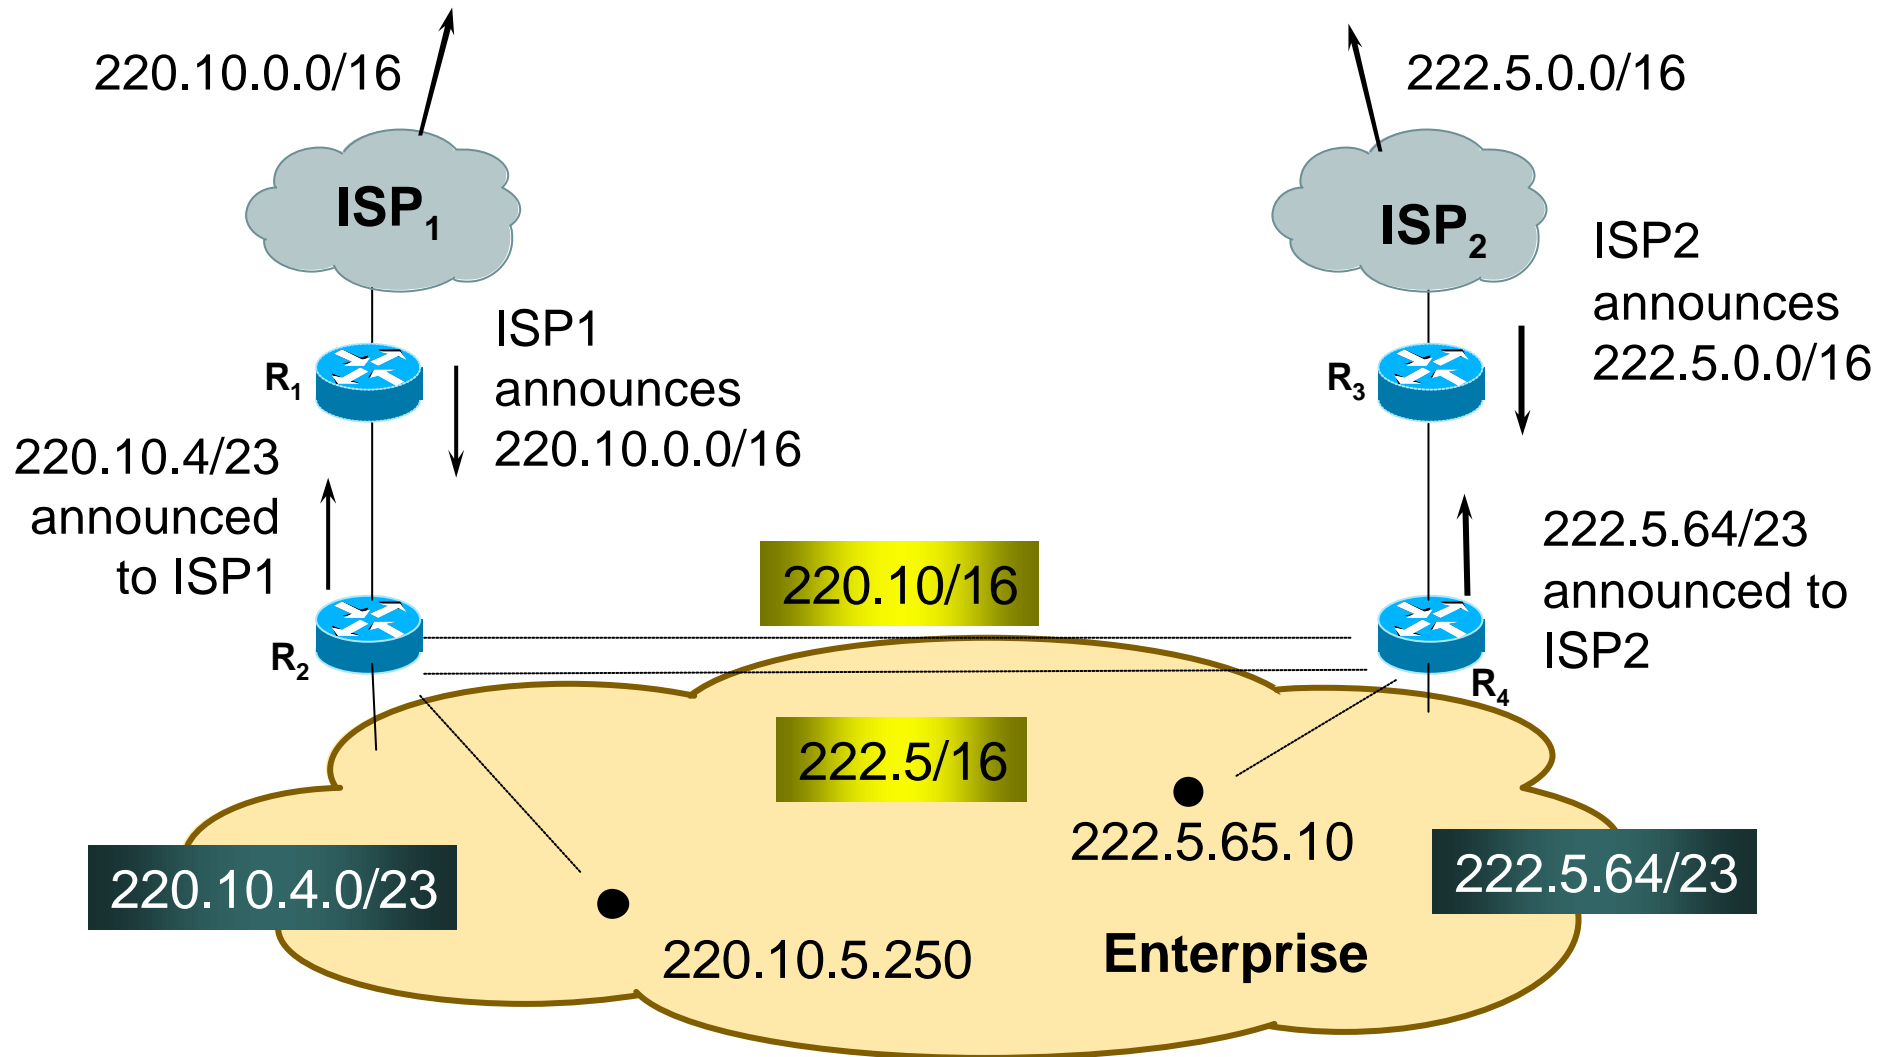 220.10.0.0/16
222.5.0.0/16
ISP1
ISP2
ISP2
announces
222.5.0.0/16
ISP1
announces
220.10.0.0/16
R1
R3
220.10.4/23
announced
to ISP1
222.5.64/23
announced to
ISP2
220.10/16
R2
R4
222.5/16
222.5.65.10
220.10.4.0/23
222.5.64/23
220.10.5.250
Enterprise